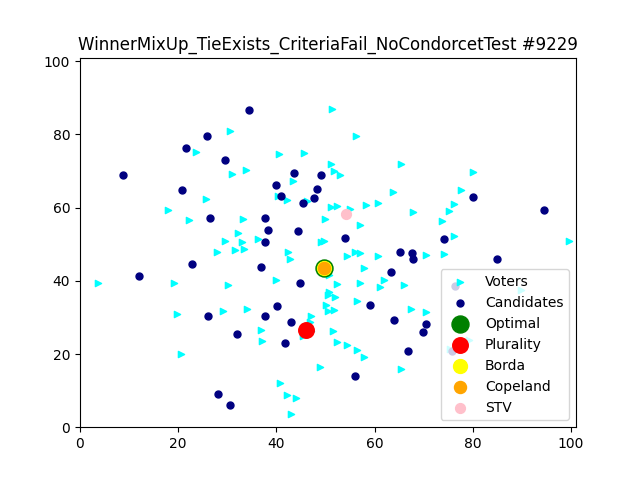 WinnerMixUp_TieExists_CriteriaFail_NoCondorcetTest #9229
100
80
60
40
20
0
0
20
40
60
80
100
Voters
Candidates
Optimal
Plurality
Borda
Copeland
STV